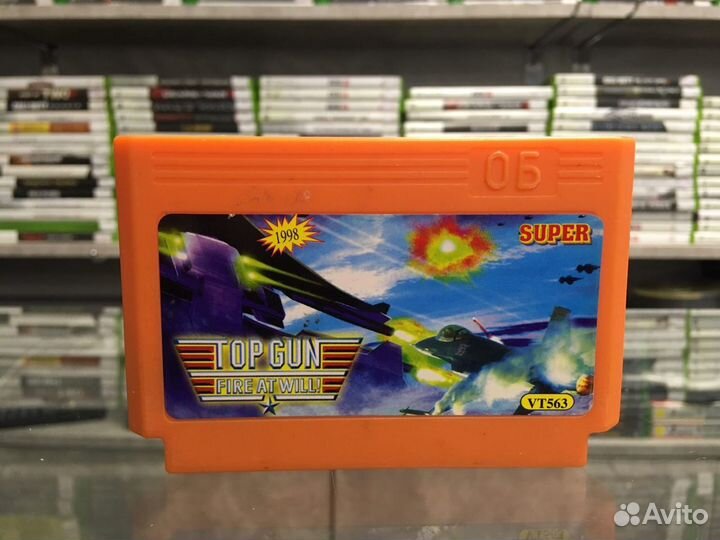 ОБ
1998
SUPER
TOP GUN
FIRE AT WILL!
VT563
Avito